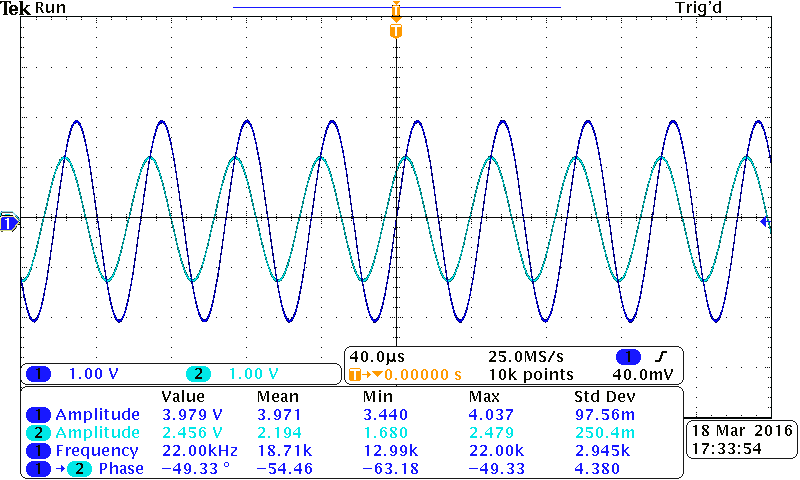 Tek Run Trig'd
T
T
1
1 1.00 V 2 1.00 V
40.0µs 25.0MS/s 1
T→▼0.00000 s 10k points 40.0mV
Value Mean Min Max Std Dev
1 Amplitude 3.979 V 3.971 3.440 4.037 97.56m
2 Amplitude 2.456 V 2.194 1.680 2.479 250.4m
1 Frequency 22.00kHz 18.71k 12.99k 22.00k 2.945k
1→2 Phase −49.33 ° −54.46 −63.18 −49.33 4.380
18 Mar 2016
17:33:54